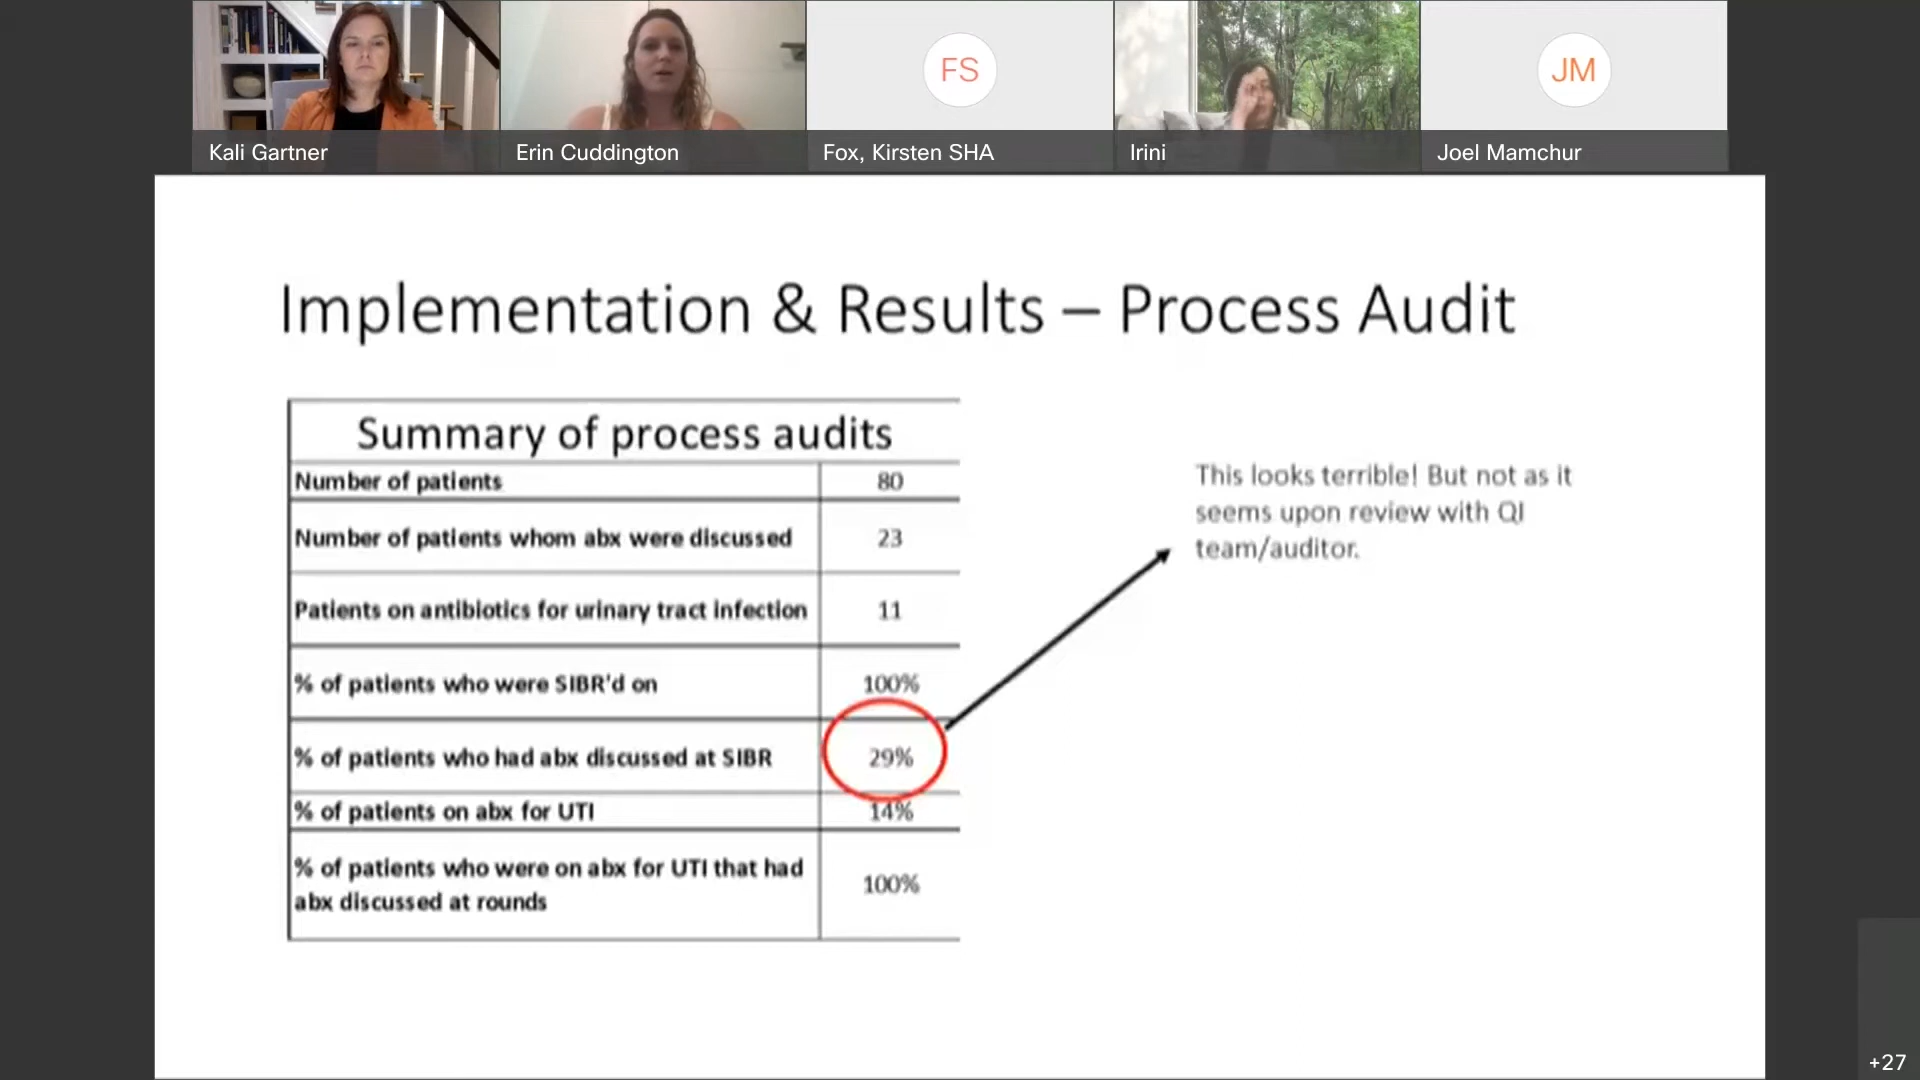 Kali Gartner
Erin Cuddington
FS
Fox, Kirsten SHA
Irini
JM
Joel Mamchur
Implementation & Results – Process Audit
Summary of process audits
Number of patients 80
Number of patients whom abx were discussed 23
Patients on antibiotics for urinary tract infection 11
% of patients who were SIBR'd on 100%
% of patients who had abx discussed at SIBR 29%
% of patients on abx for UTI 14%
% of patients who were on abx for UTI that had
abx discussed at rounds 100%
This looks terrible! But not as it
seems upon review with QI
team/auditor.
+27